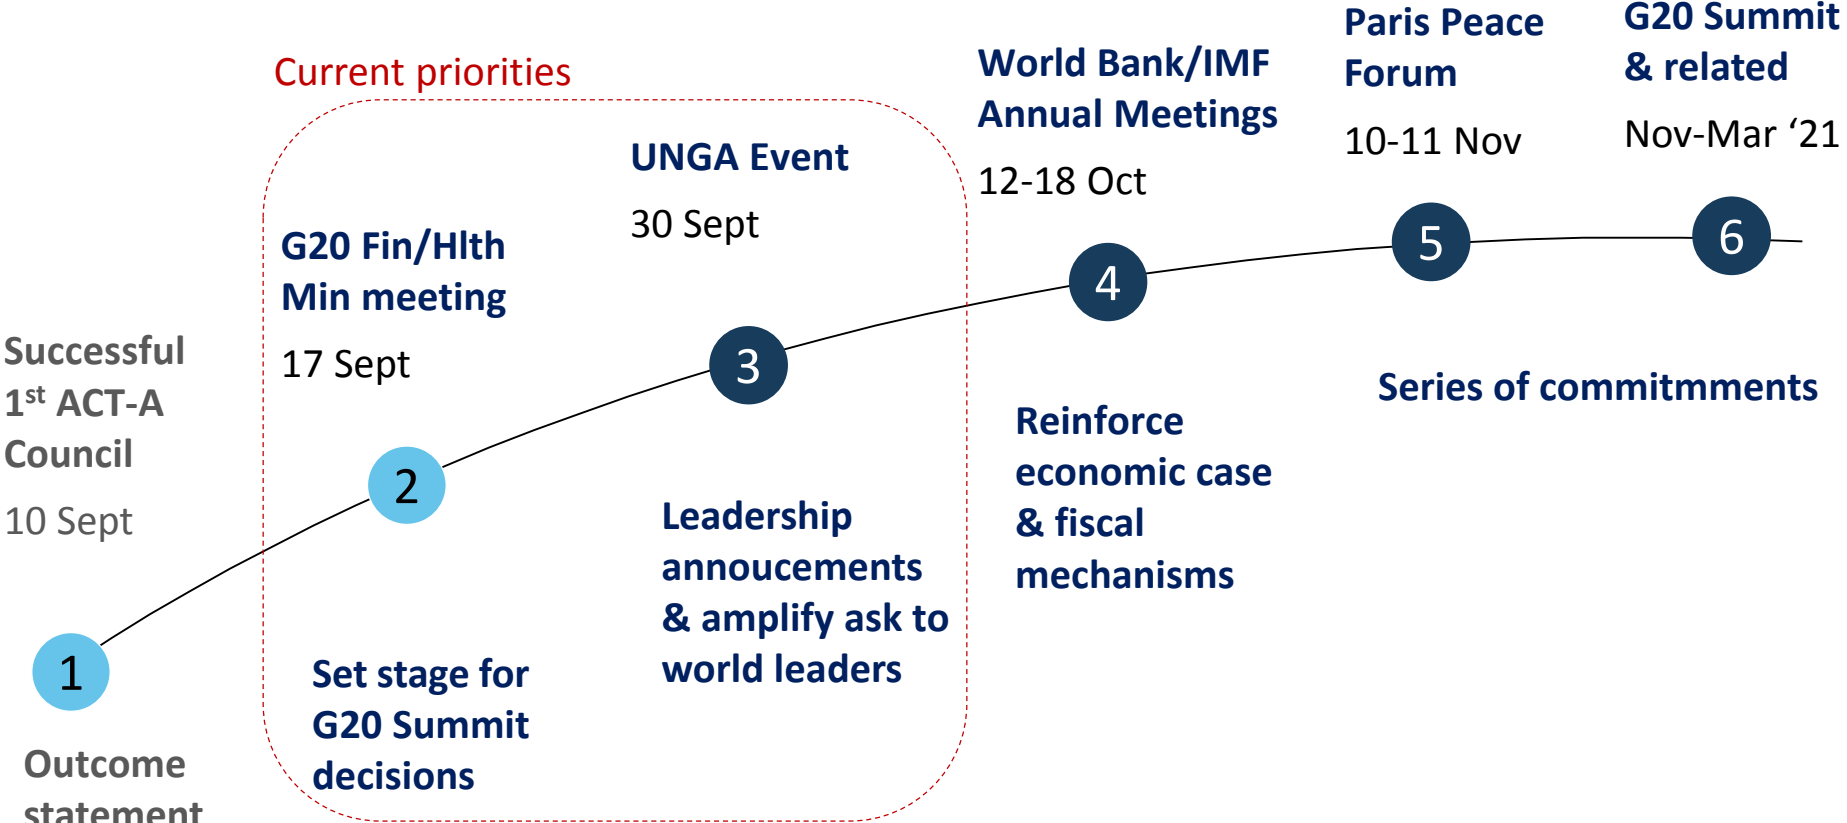 Current priorities
Successful
1st ACT-A
Council
10 Sept
1
Outcome
statement
G20 Fin/Hlth
Min meeting
17 Sept
2
Set stage for
G20 Summit
decisions
UNGA Event
30 Sept
3
Leadership
annoucements
& amplify ask to
world leaders
World Bank/IMF
Annual Meetings
12-18 Oct
4
Reinforce
economic case
& fiscal
mechanisms
Paris Peace
Forum
10-11 Nov
5
G20 Summit
& related
Nov-Mar ‘21
6
Series of commitmments